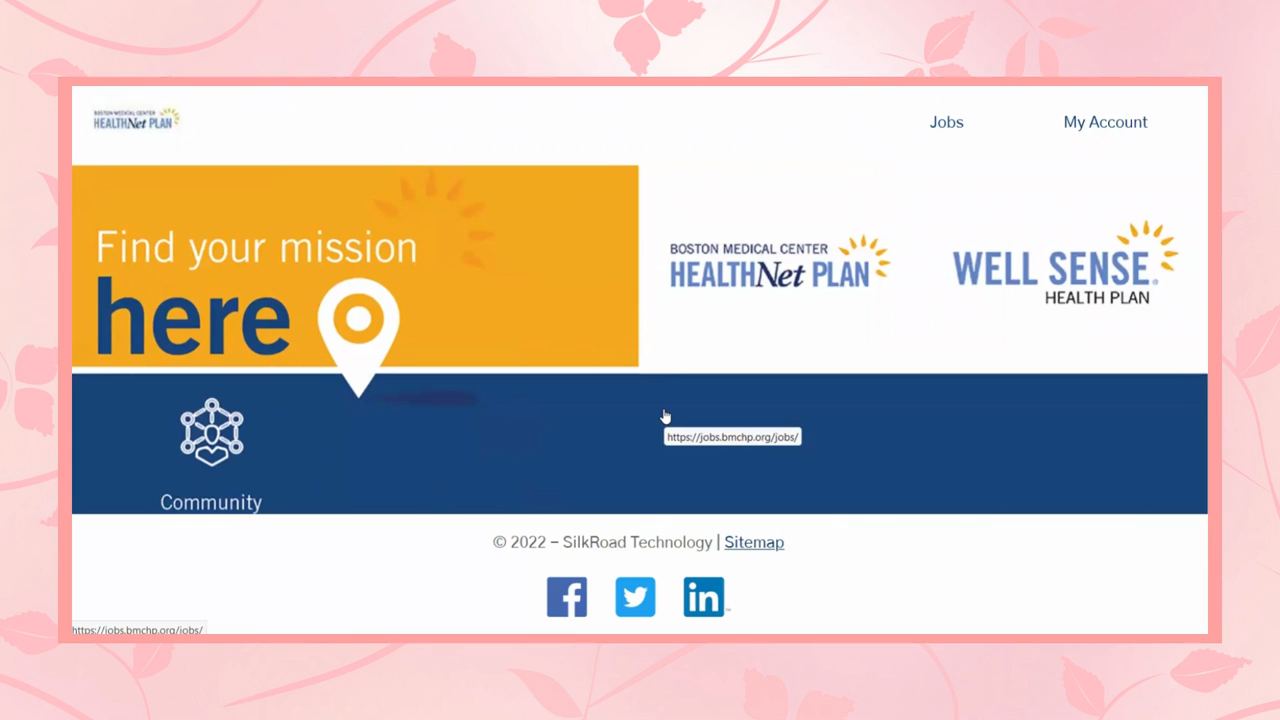 BOSTON MEDICAL CENTER
HEALTHNet PLAN
Jobs
My Account
Find your mission
here
BOSTON MEDICAL CENTER
HEALTHNet PLAN
WELL SENSE®
HEALTH PLAN
https://jobs.bmchp.org/jobs/
Community
© 2022 – SilkRoad Technology | Sitemap
in
https://jobs.bmchp.org/jobs/